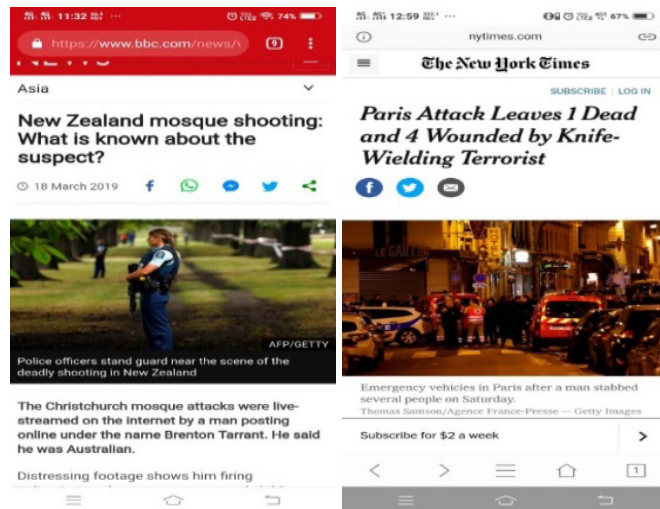 11:32
74%
https://www.bbc.com/news/
9
Asia
New Zealand mosque shooting:
What is known about the
suspect?
18 March 2019
AFP/GETTY
Police officers stand guard near the scene of the
deadly shooting in New Zealand
The Christchurch mosque attacks were live-
streamed on the internet by a man posting
online under the name Brenton Tarrant. He said
he was Australian.
Distressing footage shows him firing
12:59
67%
nytimes.com
The New York Times
SUBSCRIBE | LOG IN
Paris Attack Leaves 1 Dead
and 4 Wounded by Knife-
Wielding Terrorist
LE GAILLON
Emergency vehicles in Paris after a man stabbed
several people on Saturday.
Thomas Samson/Agence France-Presse — Getty Images
Subscribe for $2 a week
1